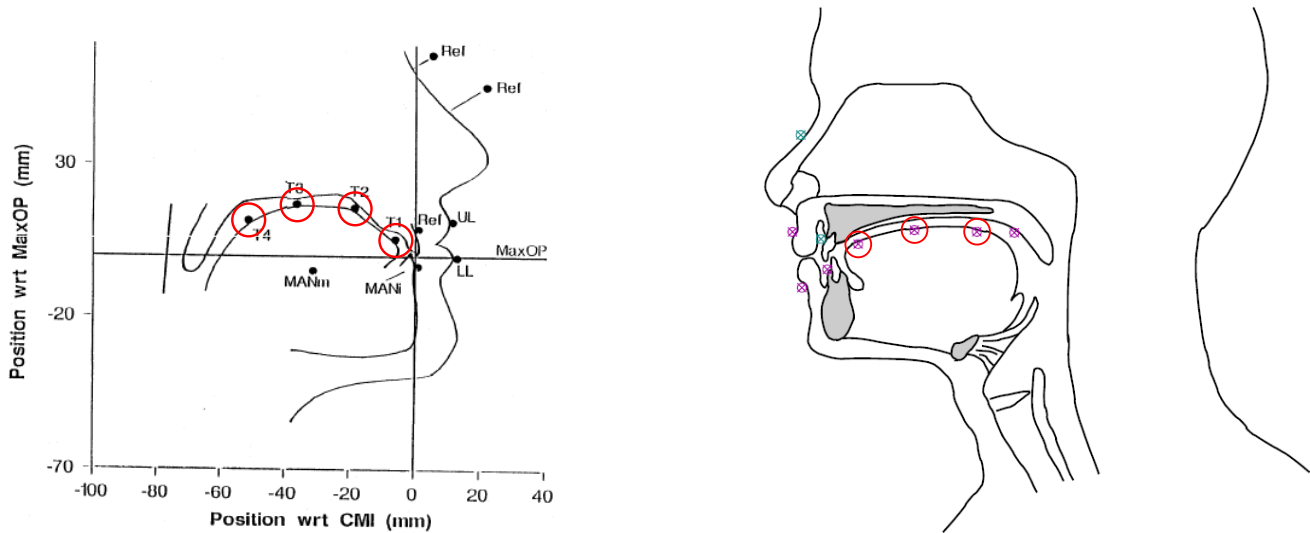 Ref
Ref
30
T3
T2
T1
Ref
UL
T4
MaxOP
MANm
MANi
LL
-20
-70
-100
-80
-60
-40
-20
0
20
40
Position wrt MaxOP (mm)
Position wrt CMI (mm)